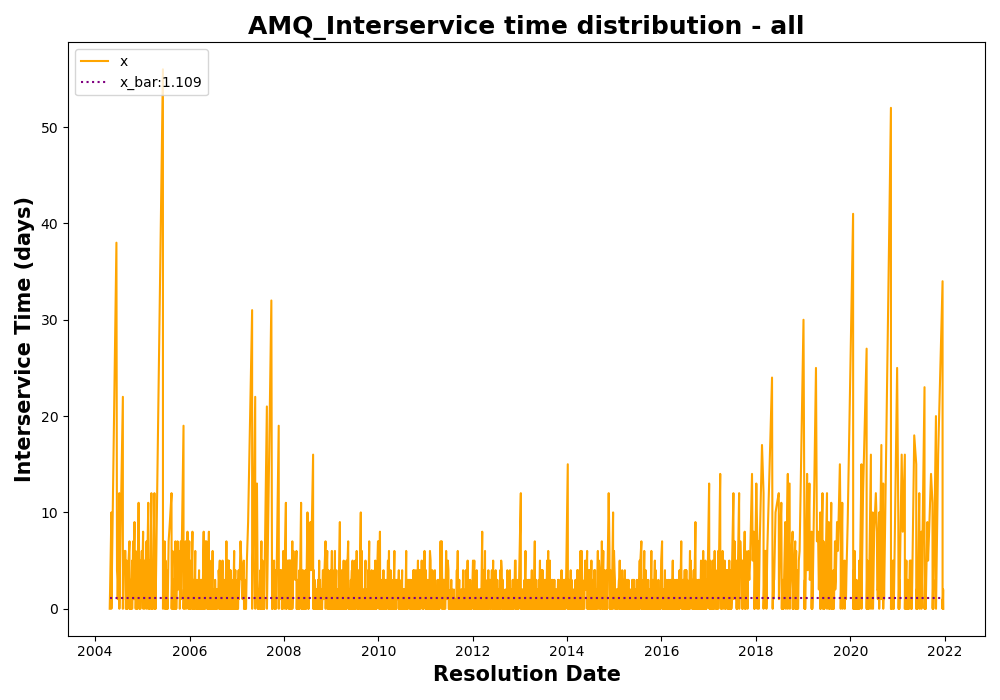 AMQ_Interservice time distribution - all
x
x_bar:1.109
50
40
30
20
10
0
Interservice Time (days)
2004 2006 2008 2010 2012 2014 2016 2018 2020 2022
Resolution Date